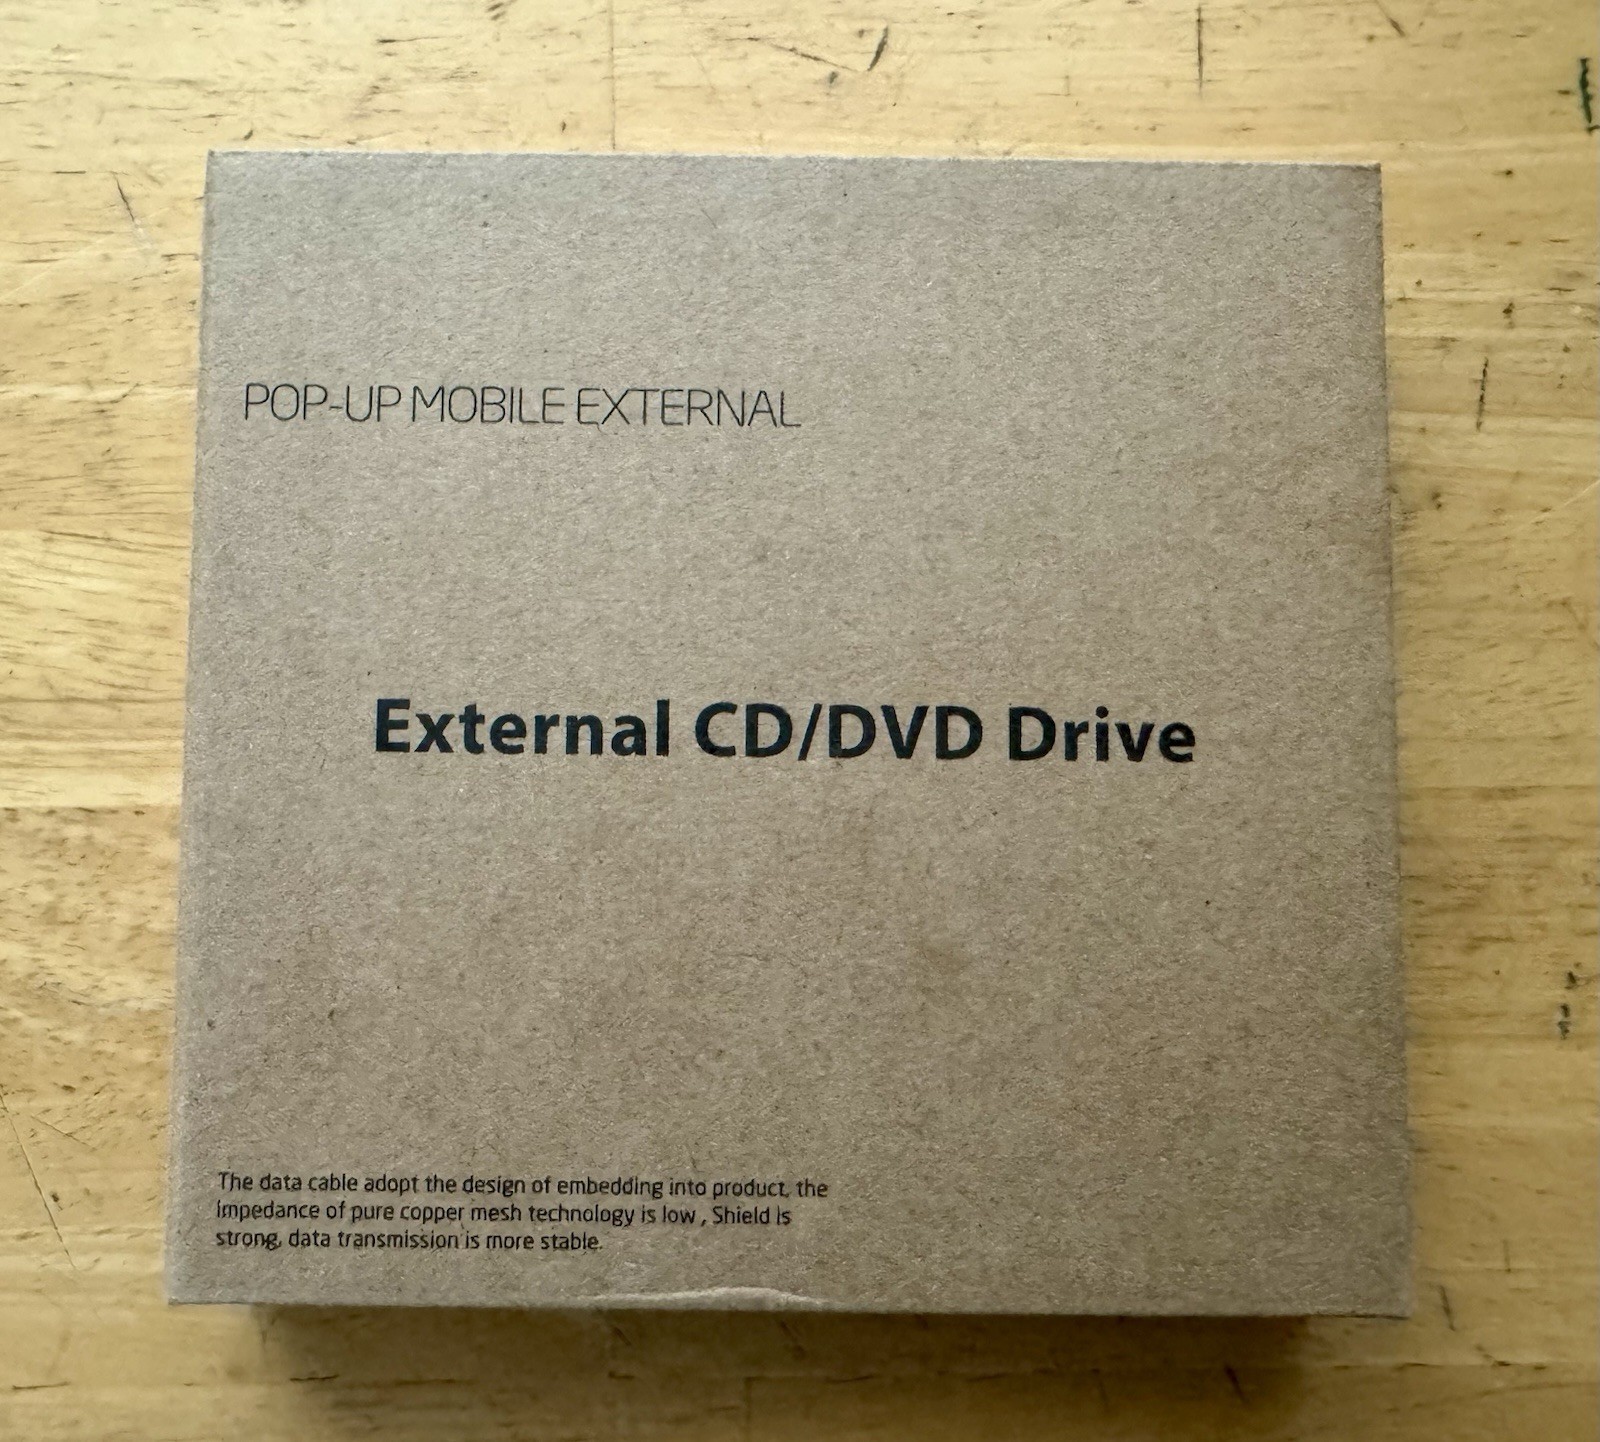 POP-UP MOBILE EXTERNAL
External CD/DVD Drive
The data cable adopt the design of embedding into product, the
impedance of pure copper mesh technology is low , Shield is
strong, data transmission is more stable.